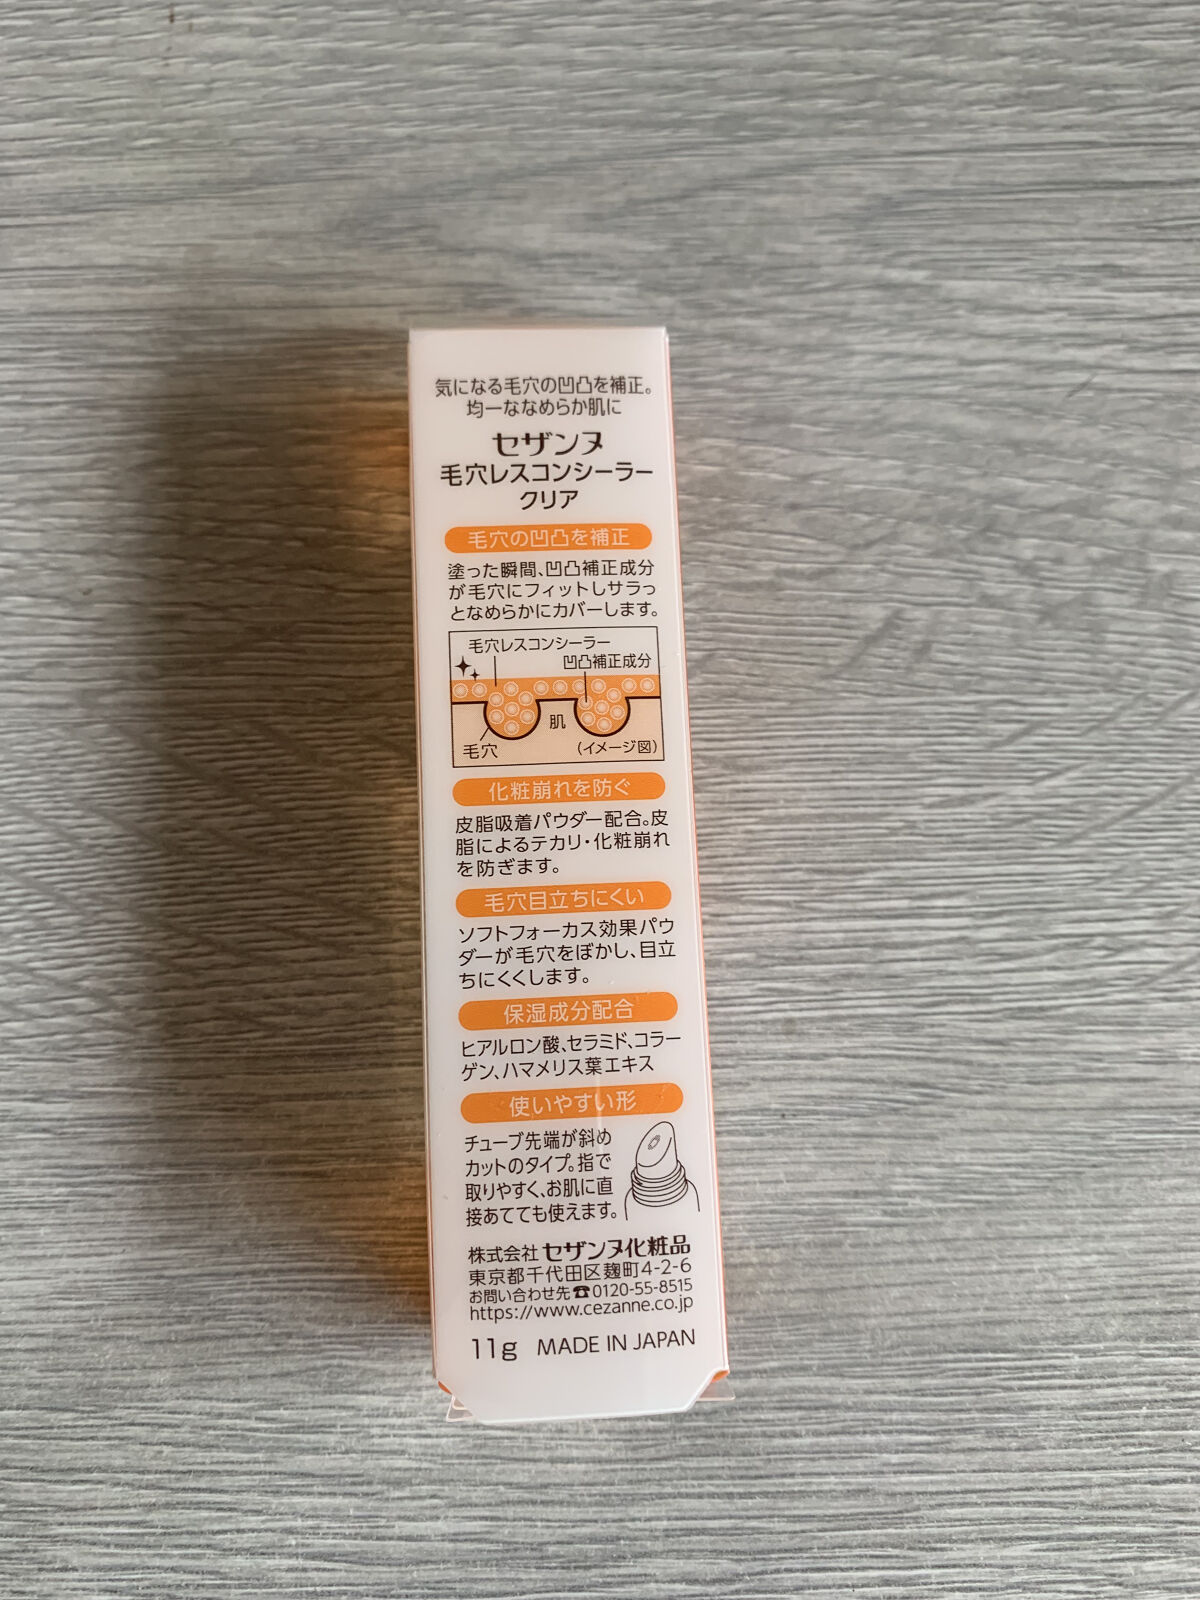 気になる毛穴の凹凸を補正。
均一ななめらか肌に
セザンヌ
毛穴レスコンシーラー
クリア
毛穴の凹凸を補正
塗った瞬間、凹凸補正成分
が毛穴にフィットしサラっ
となめらかにカバーします。
毛穴レスコンシーラー
凹凸補正成分
肌
毛穴
(イメージ図)
化粧崩れを防ぐ
皮脂吸着パウダー配合。皮
脂によるテカリ・化粧崩れ
を防ぎます。
毛穴目立ちにくい
ソフトフォーカス効果パウ
ダーが毛穴をぼかし、目立
ちにくくします。
保湿成分配合
ヒアルロン酸、セラミド、コラー
ゲン、ハマメリス葉エキス
使いやすい形
チューブ先端が斜め
カットのタイプ。指で
取りやすく、お肌に直
接あてても使えます。
株式会社 セザンヌ化粧品
東京都千代田区麹町4-2-6
お問い合わせ先☎0120-55-8515
https://www.cezanne.co.jp
11g MADE IN JAPAN